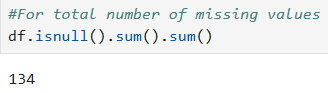 #For total number of missing values
df.isnull().sum().sum()
134